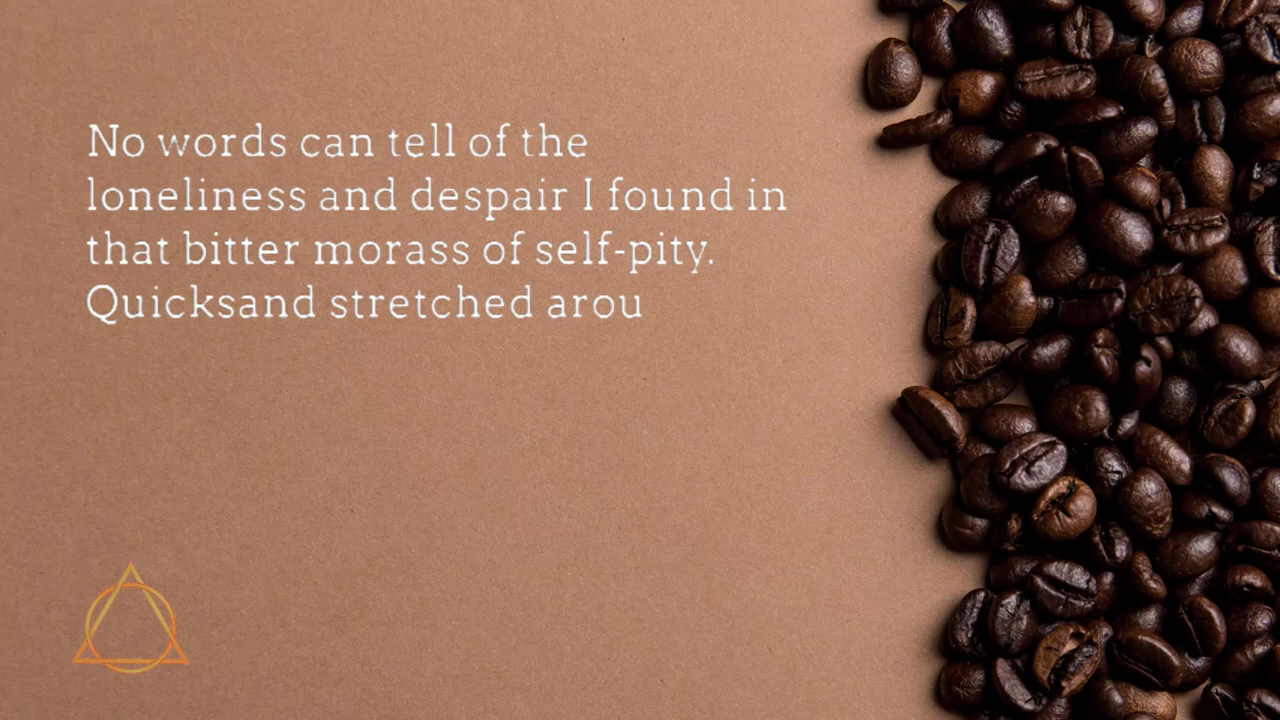 No words can tell of the
loneliness and despair I found in
that bitter morass of self-pity.
Quicksand stretched arou